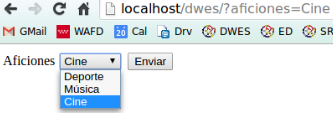 localhost/dwes/?aficiones=Cine
GMail WAFD 20 Cal Drv DWES ED SR
Aficiones Cine Enviar
Deporte
Música
Cine